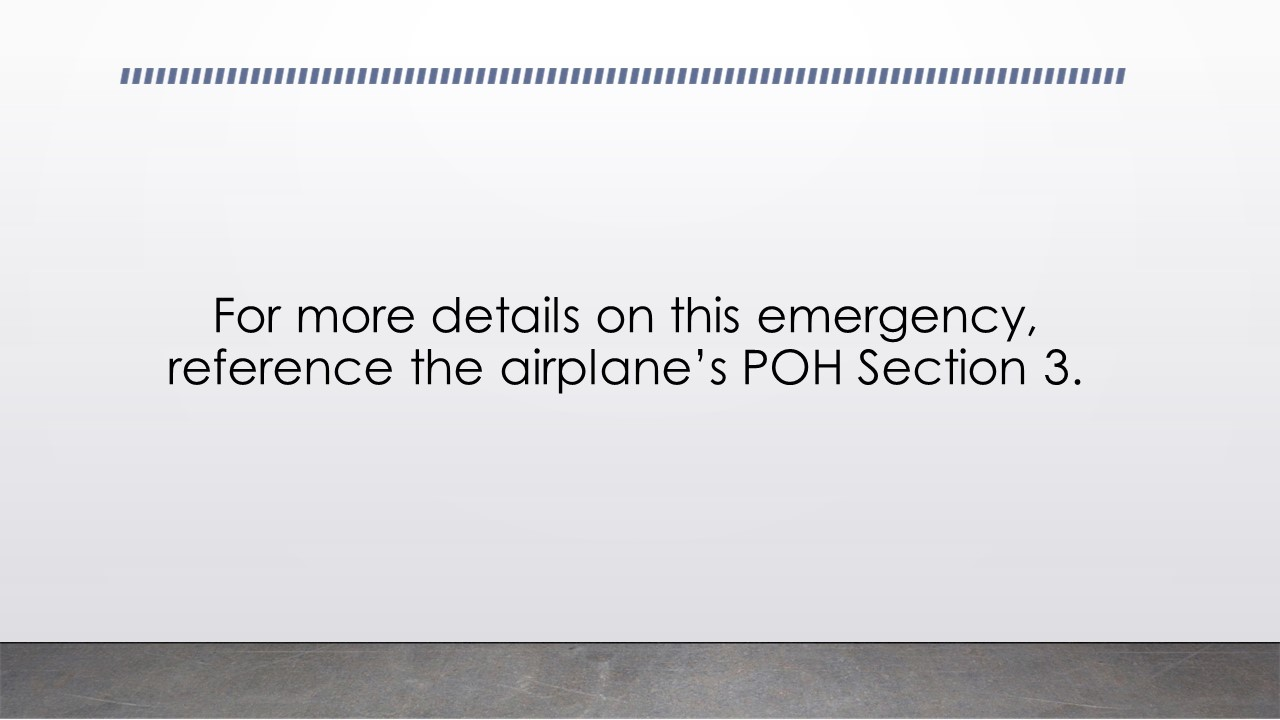 For more details on this emergency,
reference the airplane’s POH Section 3.